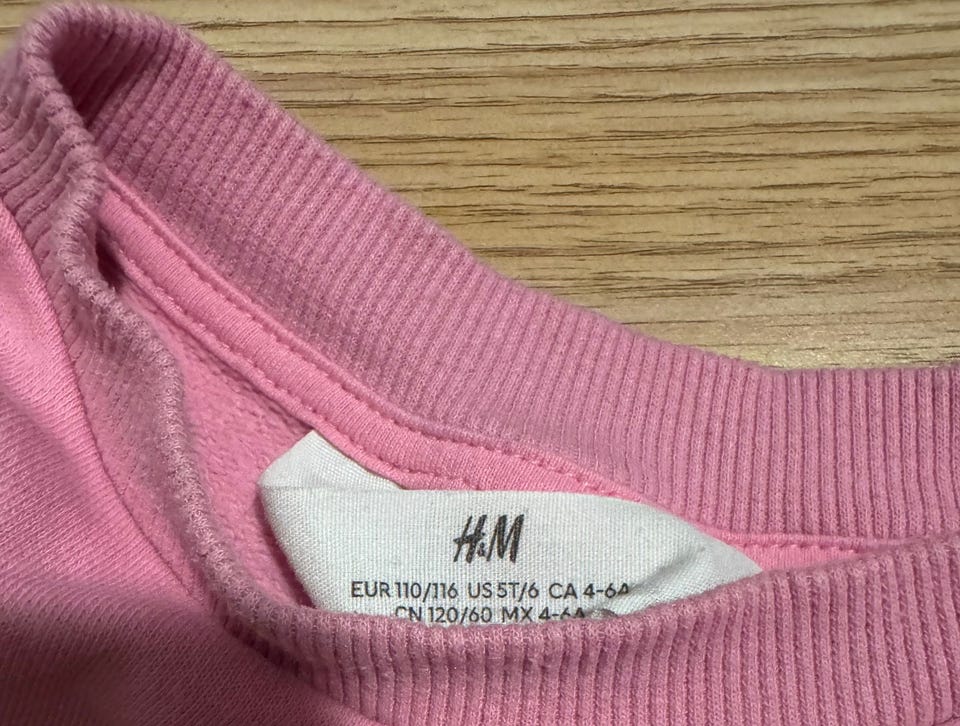 H&M
EUR 110/116 US 5T/6 CA 4-6A
CN 120/60 MX 4-6A